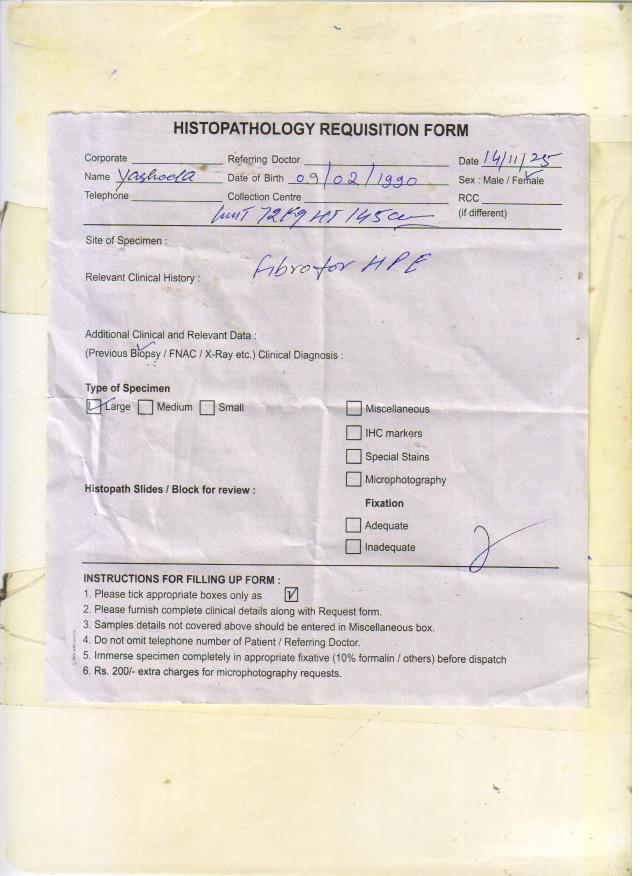 HISTOPATHOLOGY REQUISITION FORM
Corporate Referring Doctor Date 14/11/25
Name Yashoda Date of Birth 09/02/1990 Sex : Male / Female
Telephone Collection Centre RCC
72kg HT 145cm (if different)
Site of Specimen :
Fibro for HPE
Relevant Clinical History :
Additional Clinical and Relevant Data :
(Previous Biopsy / FNAC / X-Ray etc.) Clinical Diagnosis :
Type of Specimen
Large Medium Small Miscellaneous
IHC markers
Special Stains
Microphotography
Histopath Slides / Block for review :
Fixation
Adequate
Inadequate
INSTRUCTIONS FOR FILLING UP FORM :
1. Please tick appropriate boxes only as
2. Please furnish complete clinical details along with Request form.
3. Samples details not covered above should be entered in Miscellaneous box.
4. Do not omit telephone number of Patient / Referring Doctor.
5. Immerse specimen completely in appropriate fixative (10% formalin / others) before dispatch
6. Rs. 200/- extra charges for microphotography requests.